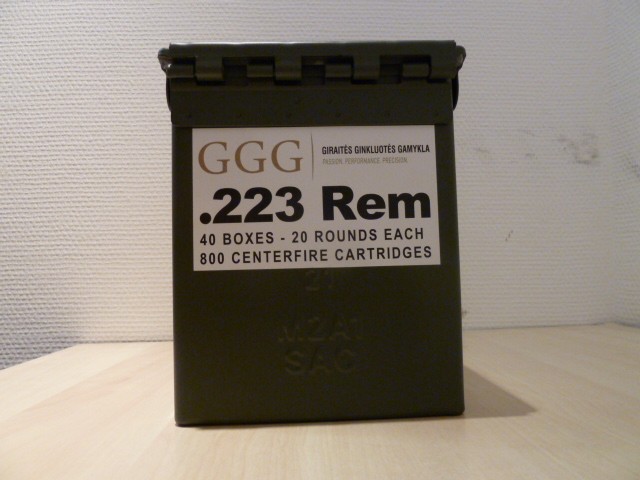 GGG
GIRAITĖS GINKLUOTĖS GAMYKLA
PASSION. PERFORMANCE. PRECISION.
.223 Rem
40 BOXES - 20 ROUNDS EACH
800 CENTERFIRE CARTRIDGES
M2A1
SAC